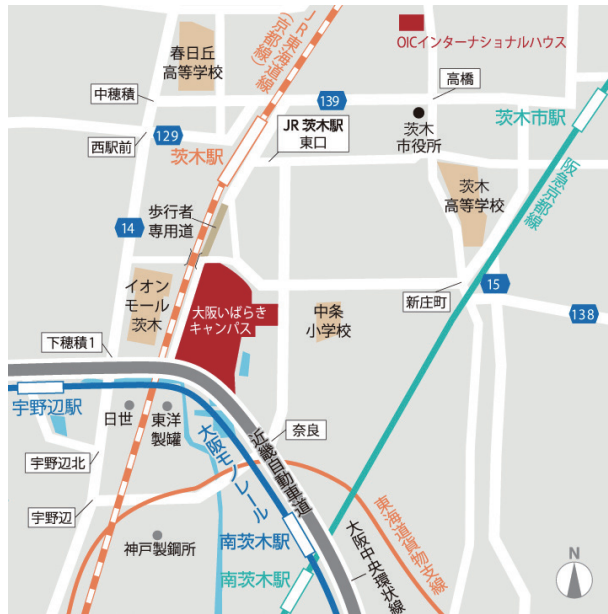 OICインターナショナルハウス
春日丘
高等学校
JR東海道線
(京都線)
中穂積
139
高橋
茨木市駅
129
西駅前
茨木駅
JR 茨木駅
東口
茨木
市役所
阪急京都線
茨木
高等学校
14
歩行者
専用道
イオン
モール
茨木
大阪いばらき
キャンパス
中条
小学校
新庄町
15
138
下穂積1
宇野辺駅
日世
東洋
製罐
大阪モノレール
近畿自動車道
奈良
宇野辺北
宇野辺
神戸製鋼所
南茨木駅
南茨木駅
大阪中央環状線
東海道貨物支線
N